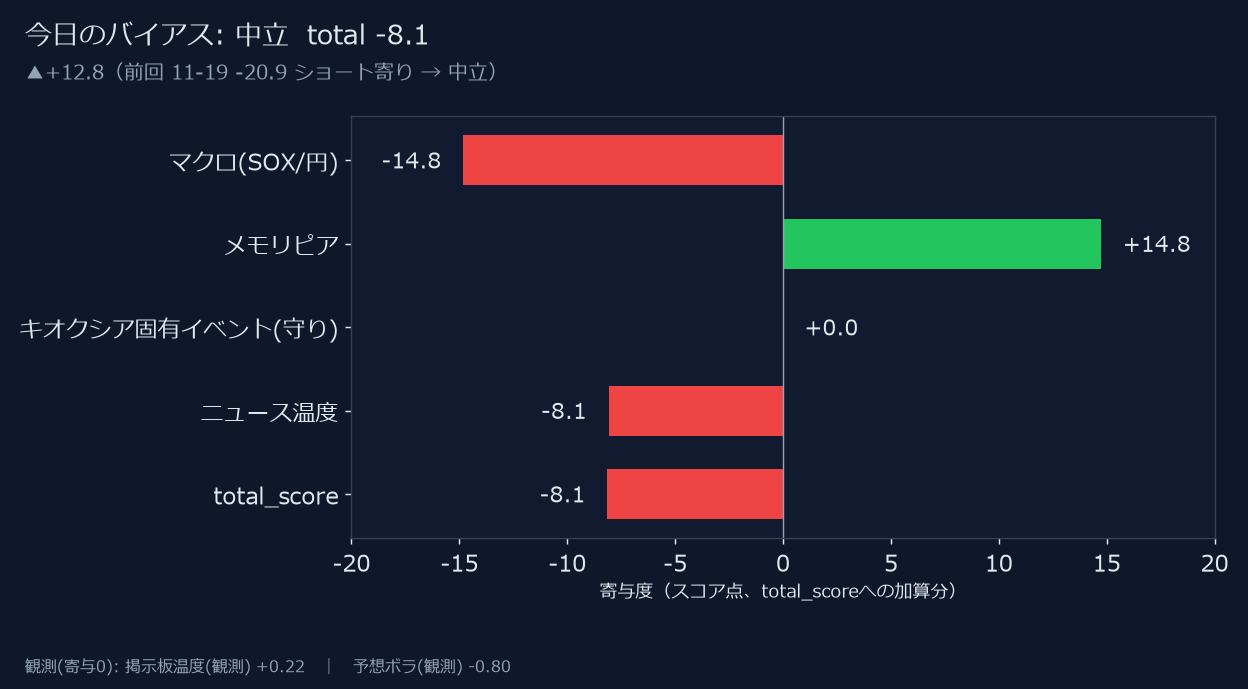 今日のバイアス: 中立  total -8.1
▲+12.8（前回 11-19 -20.9 ショート寄り → 中立）
マクロ(SOX/円)
-14.8
メモリピア
+14.8
キオクシア固有イベント(守り)
+0.0
ニュース温度
-8.1
total_score
-8.1
-20 -15 -10 -5 0 5 10 15 20
寄与度（スコア点、total_scoreへの加算分）
観測(寄与0): 掲示板温度(観測) +0.22 ｜ 予想ボラ(観測) -0.80